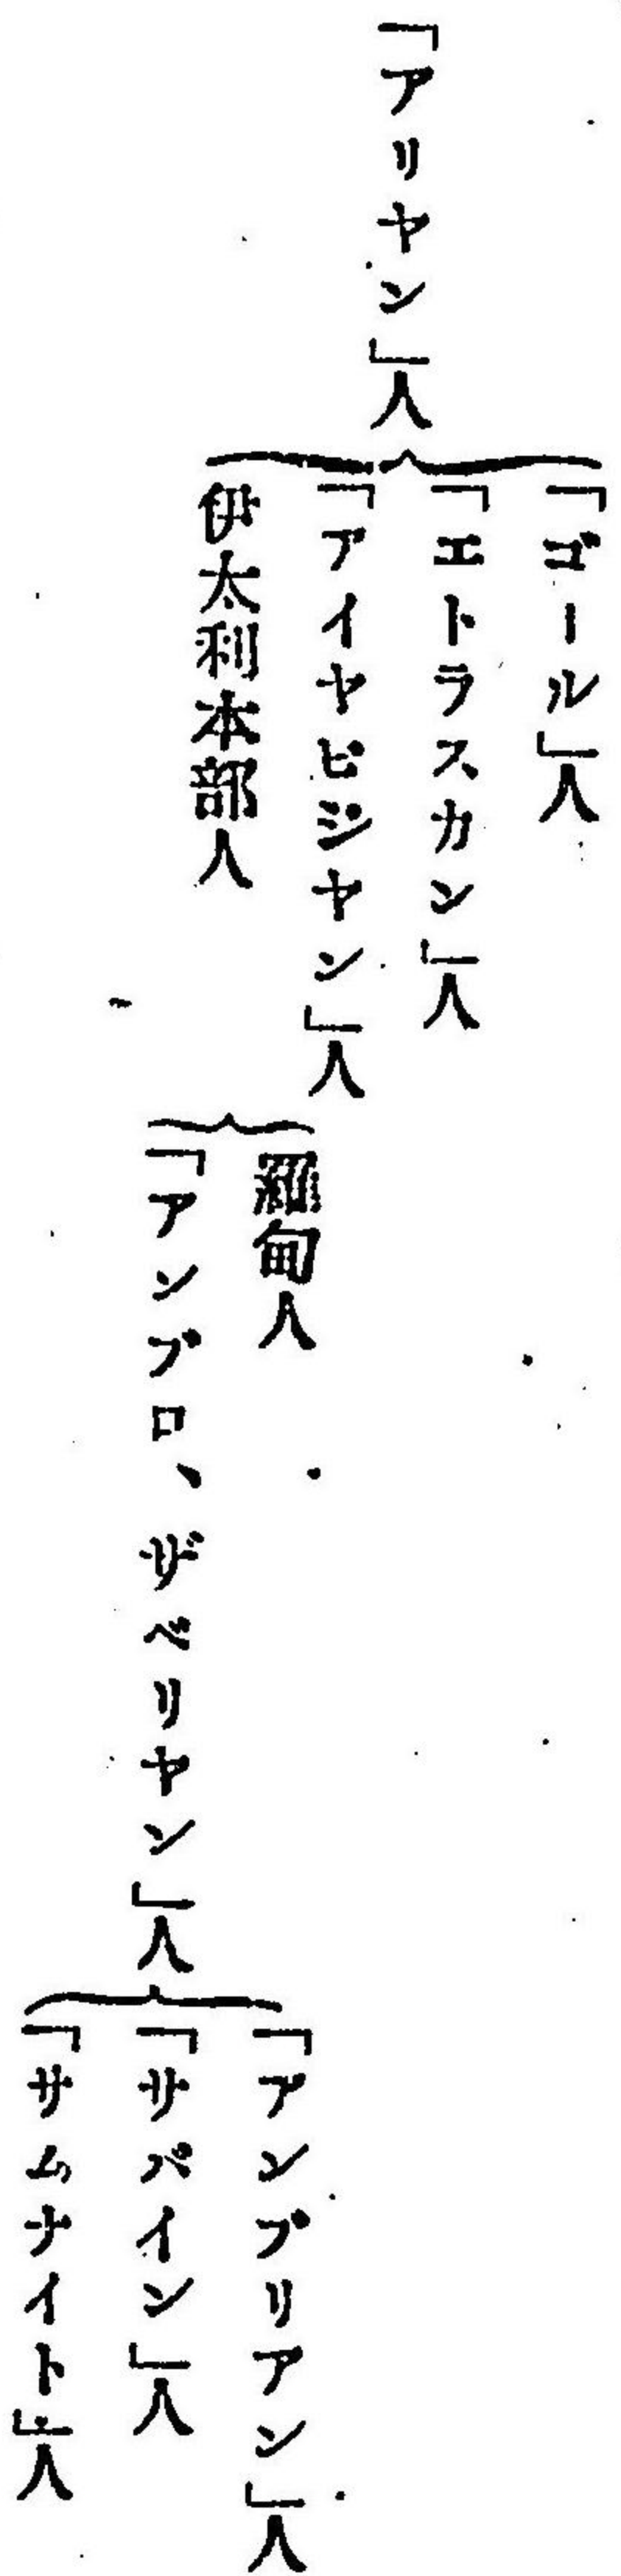 「アリヤン」人
「ゴール」人
「エトラスカン」人
「アイヤピジヤン」人
伊太利本部人
羅甸人
「アンブロ、ザベリヤン」人
「アンブリアン」人
「サバイン」人
「サムナイト」人